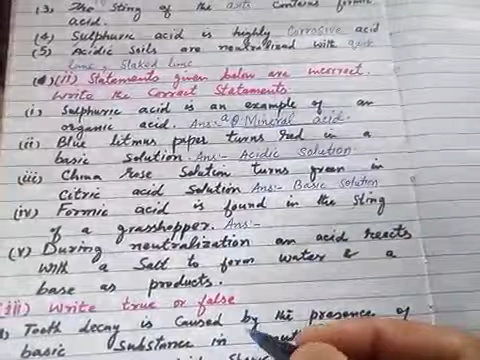 (3) The sting of the ants contains formic
acid.
(4) Sulphuric acid is highly Corrosive acid
(5) Acidic Soils are neutralized with quick
lime, Slaked lime
(ii) Statements given below are incorrect.
Write the Correct Statements
(i) Sulphuric acid is an example of an
organic acid. Ans:- Mineral acid.
(ii) Blue litmus paper turns red in a
basic solution. Ans:- Acidic Solution
(iii) China rose Solution turns green in
Citric acid Solution Ans:- Basic Solution
(iv) Formic acid is found in the Sting
of a grasshopper. Ans:-
(v) During neutralization an acid reacts
with a Salt to form water & a
base as products.
(iii) Write true or false
Tooth decay is Caused by the presence of
basic Substance in